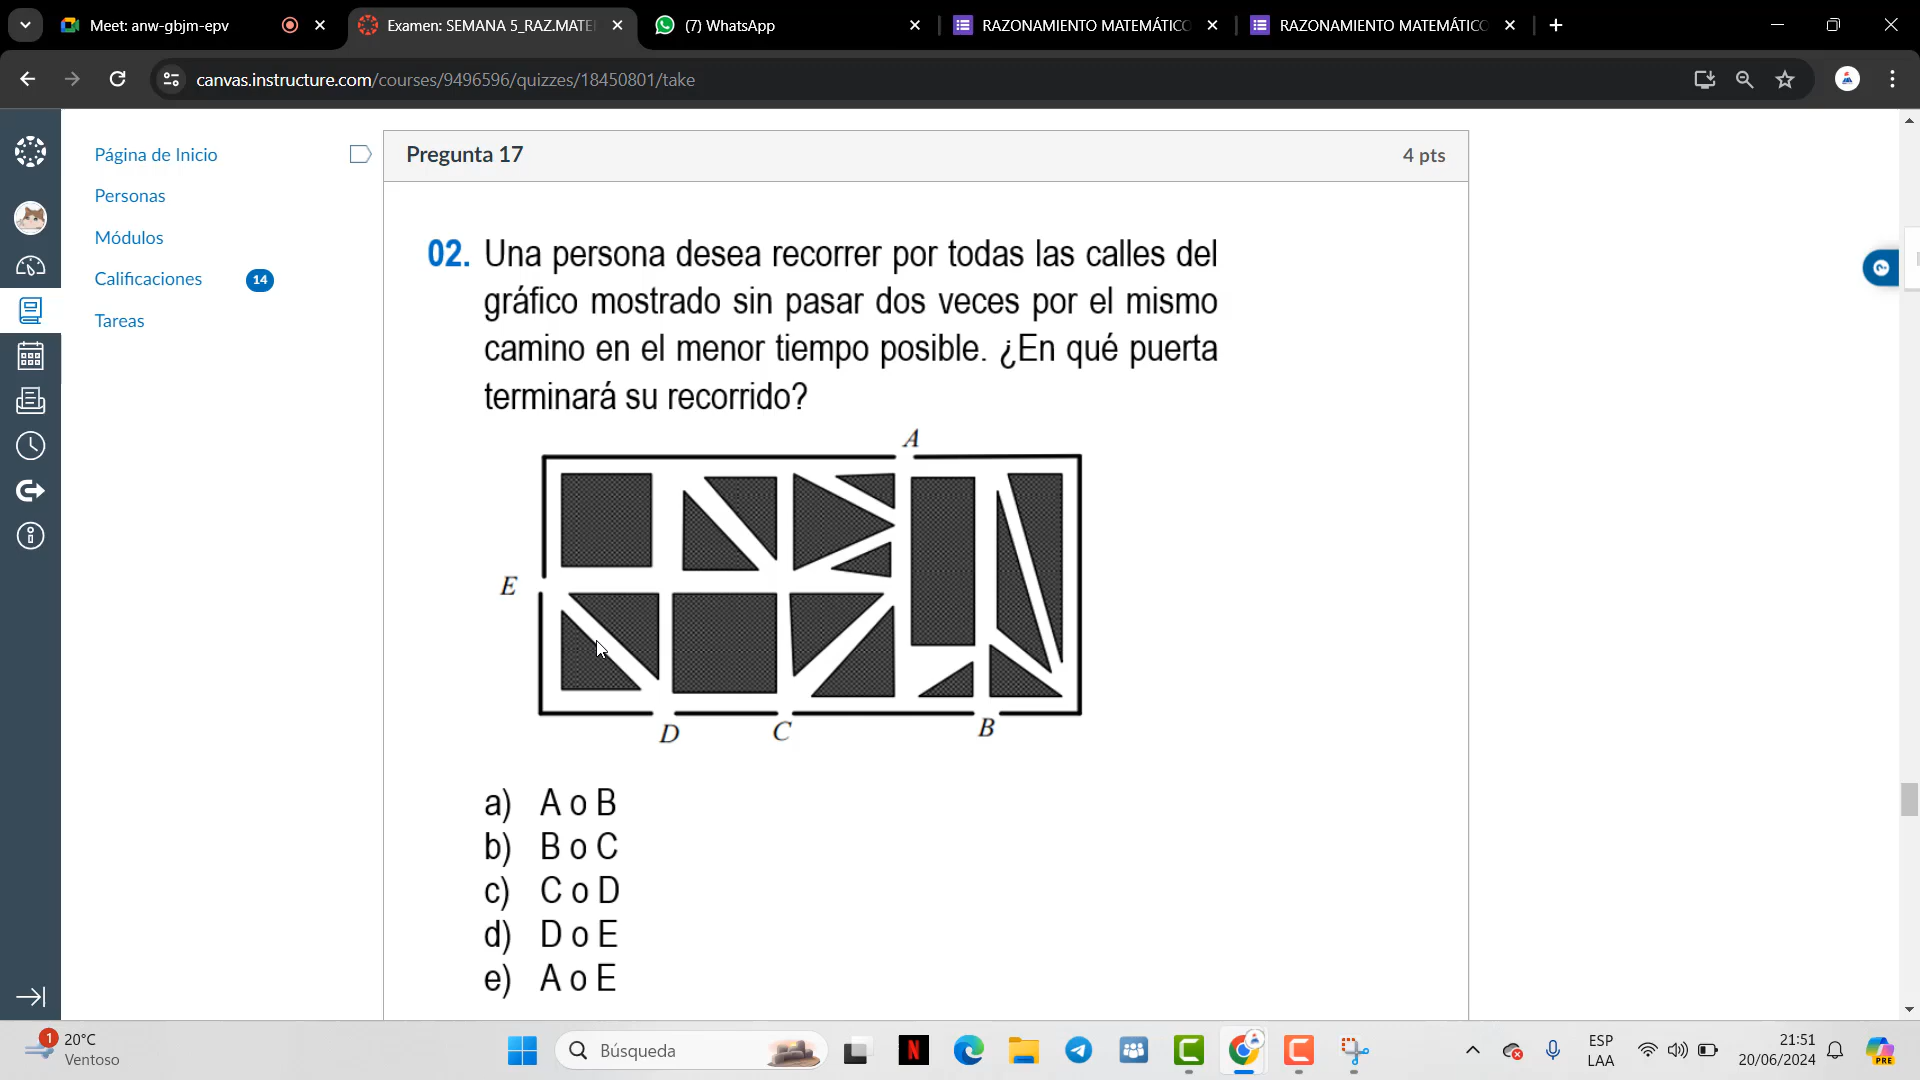 Meet: anw-gbjm-epv
Examen: SEMANA 5_RAZ.MATE
(7) WhatsApp
RAZONAMIENTO MATEMÁTICO
RAZONAMIENTO MATEMÁTICO
canvas.instructure.com/courses/9496596/quizzes/18450801/take
Página de Inicio
Personas
Módulos
Calificaciones 14
Tareas
Pregunta 17
4 pts
02. Una persona desea recorrer por todas las calles del
gráfico mostrado sin pasar dos veces por el mismo
camino en el menor tiempo posible. ¿En qué puerta
terminará su recorrido?
A
E
D
C
B
a) A o B
b) B o C
c) C o D
d) D o E
e) A o E
1
20°C
Ventoso
Búsqueda
N
ESP
LAA
21:51
20/06/2024
PRE